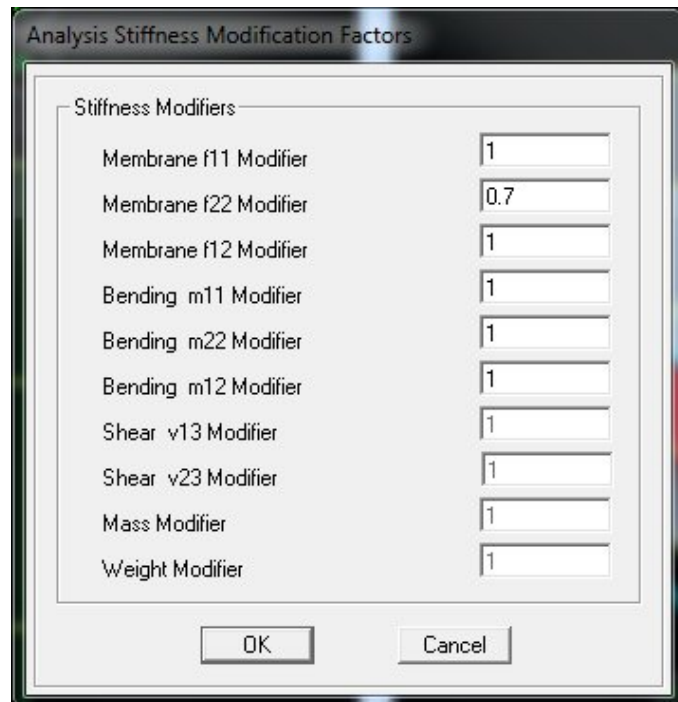 Analysis Stiffness Modification Factors
Stiffness Modifiers
Membrane f11 Modifier 1
Membrane f22 Modifier 0.7
Membrane f12 Modifier 1
Bending m11 Modifier 1
Bending m22 Modifier 1
Bending m12 Modifier 1
Shear v13 Modifier 1
Shear v23 Modifier 1
Mass Modifier 1
Weight Modifier 1
OK Cancel